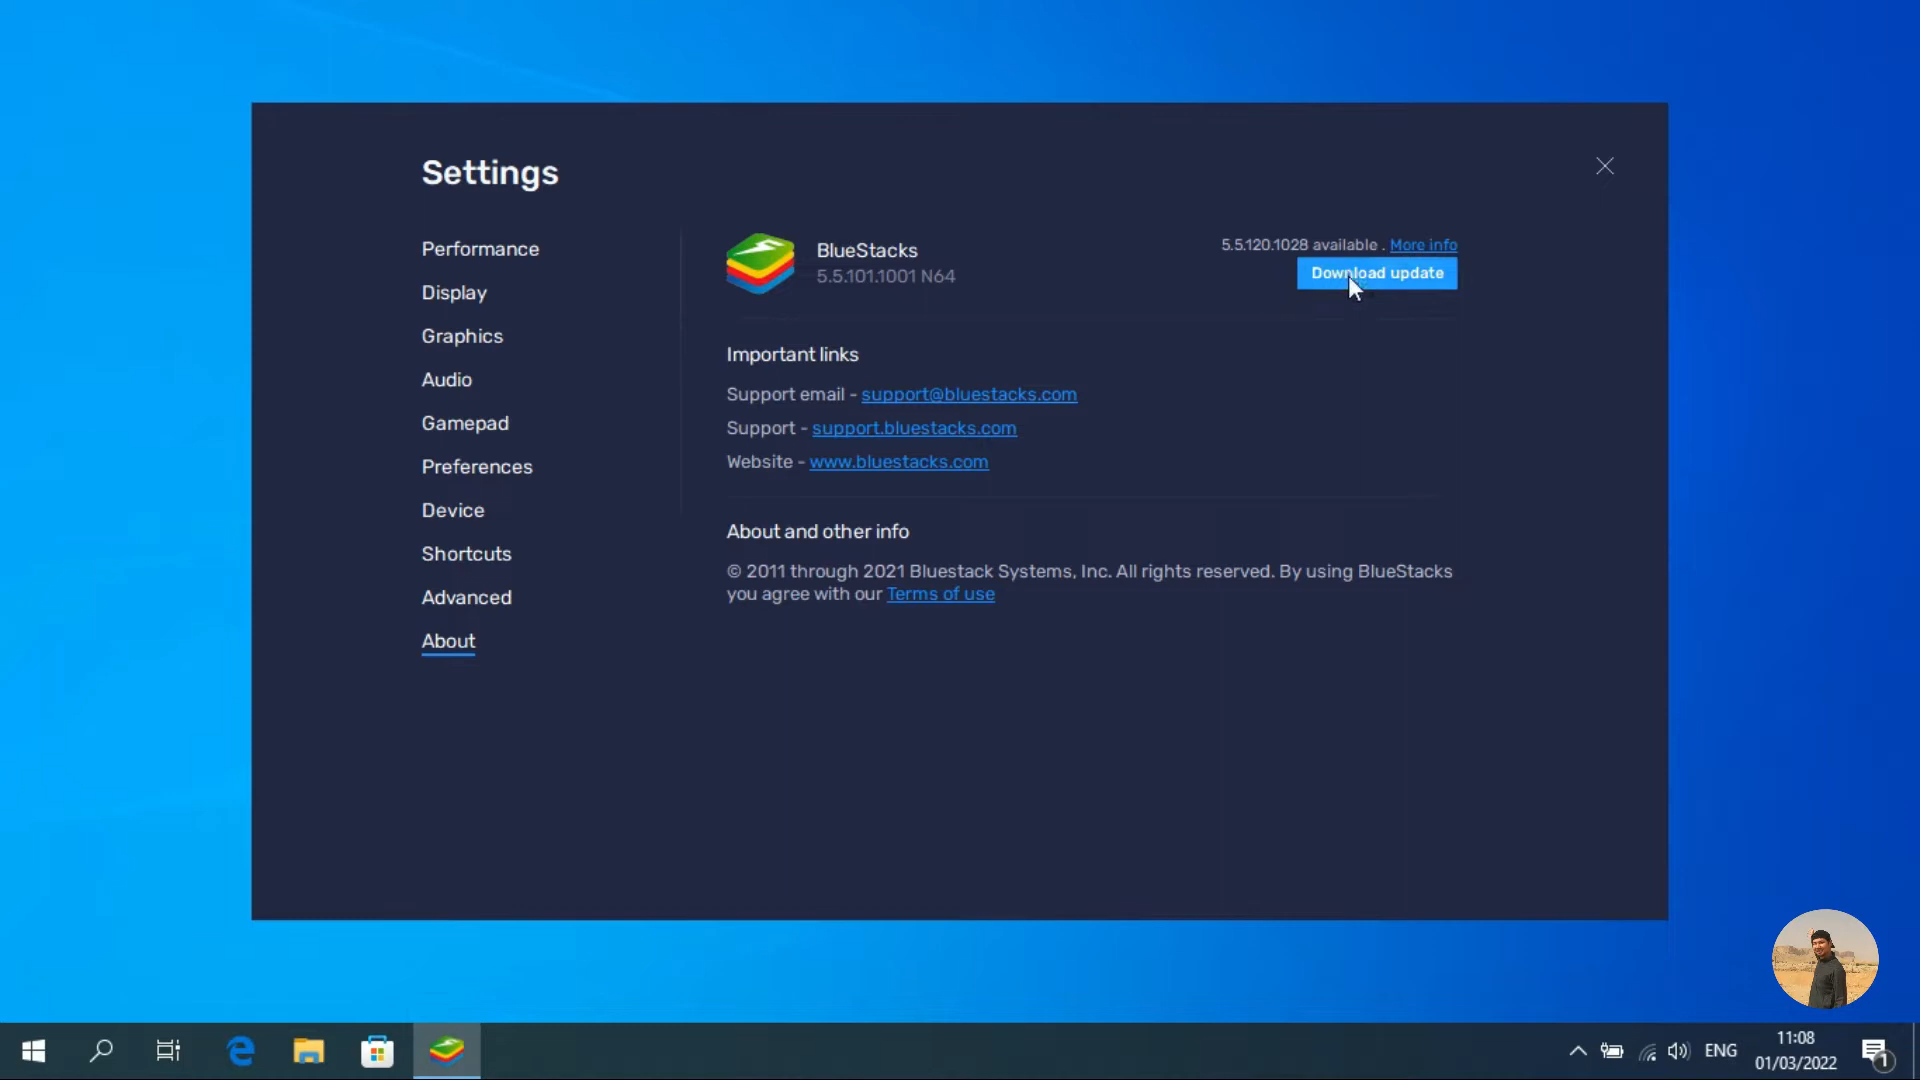 Settings
Performance
Display
Graphics
Audio
Gamepad
Preferences
Device
Shortcuts
Advanced
About
BlueStacks
5.5.101.1001 N64
5.5.120.1028 available . More info
Download update
Important links
Support email - support@bluestacks.com
Support - support.bluestacks.com
Website - www.bluestacks.com
About and other info
© 2011 through 2021 Bluestack Systems, Inc. All rights reserved. By using BlueStacks
you agree with our Terms of use
ENG
11:08
01/03/2022
1